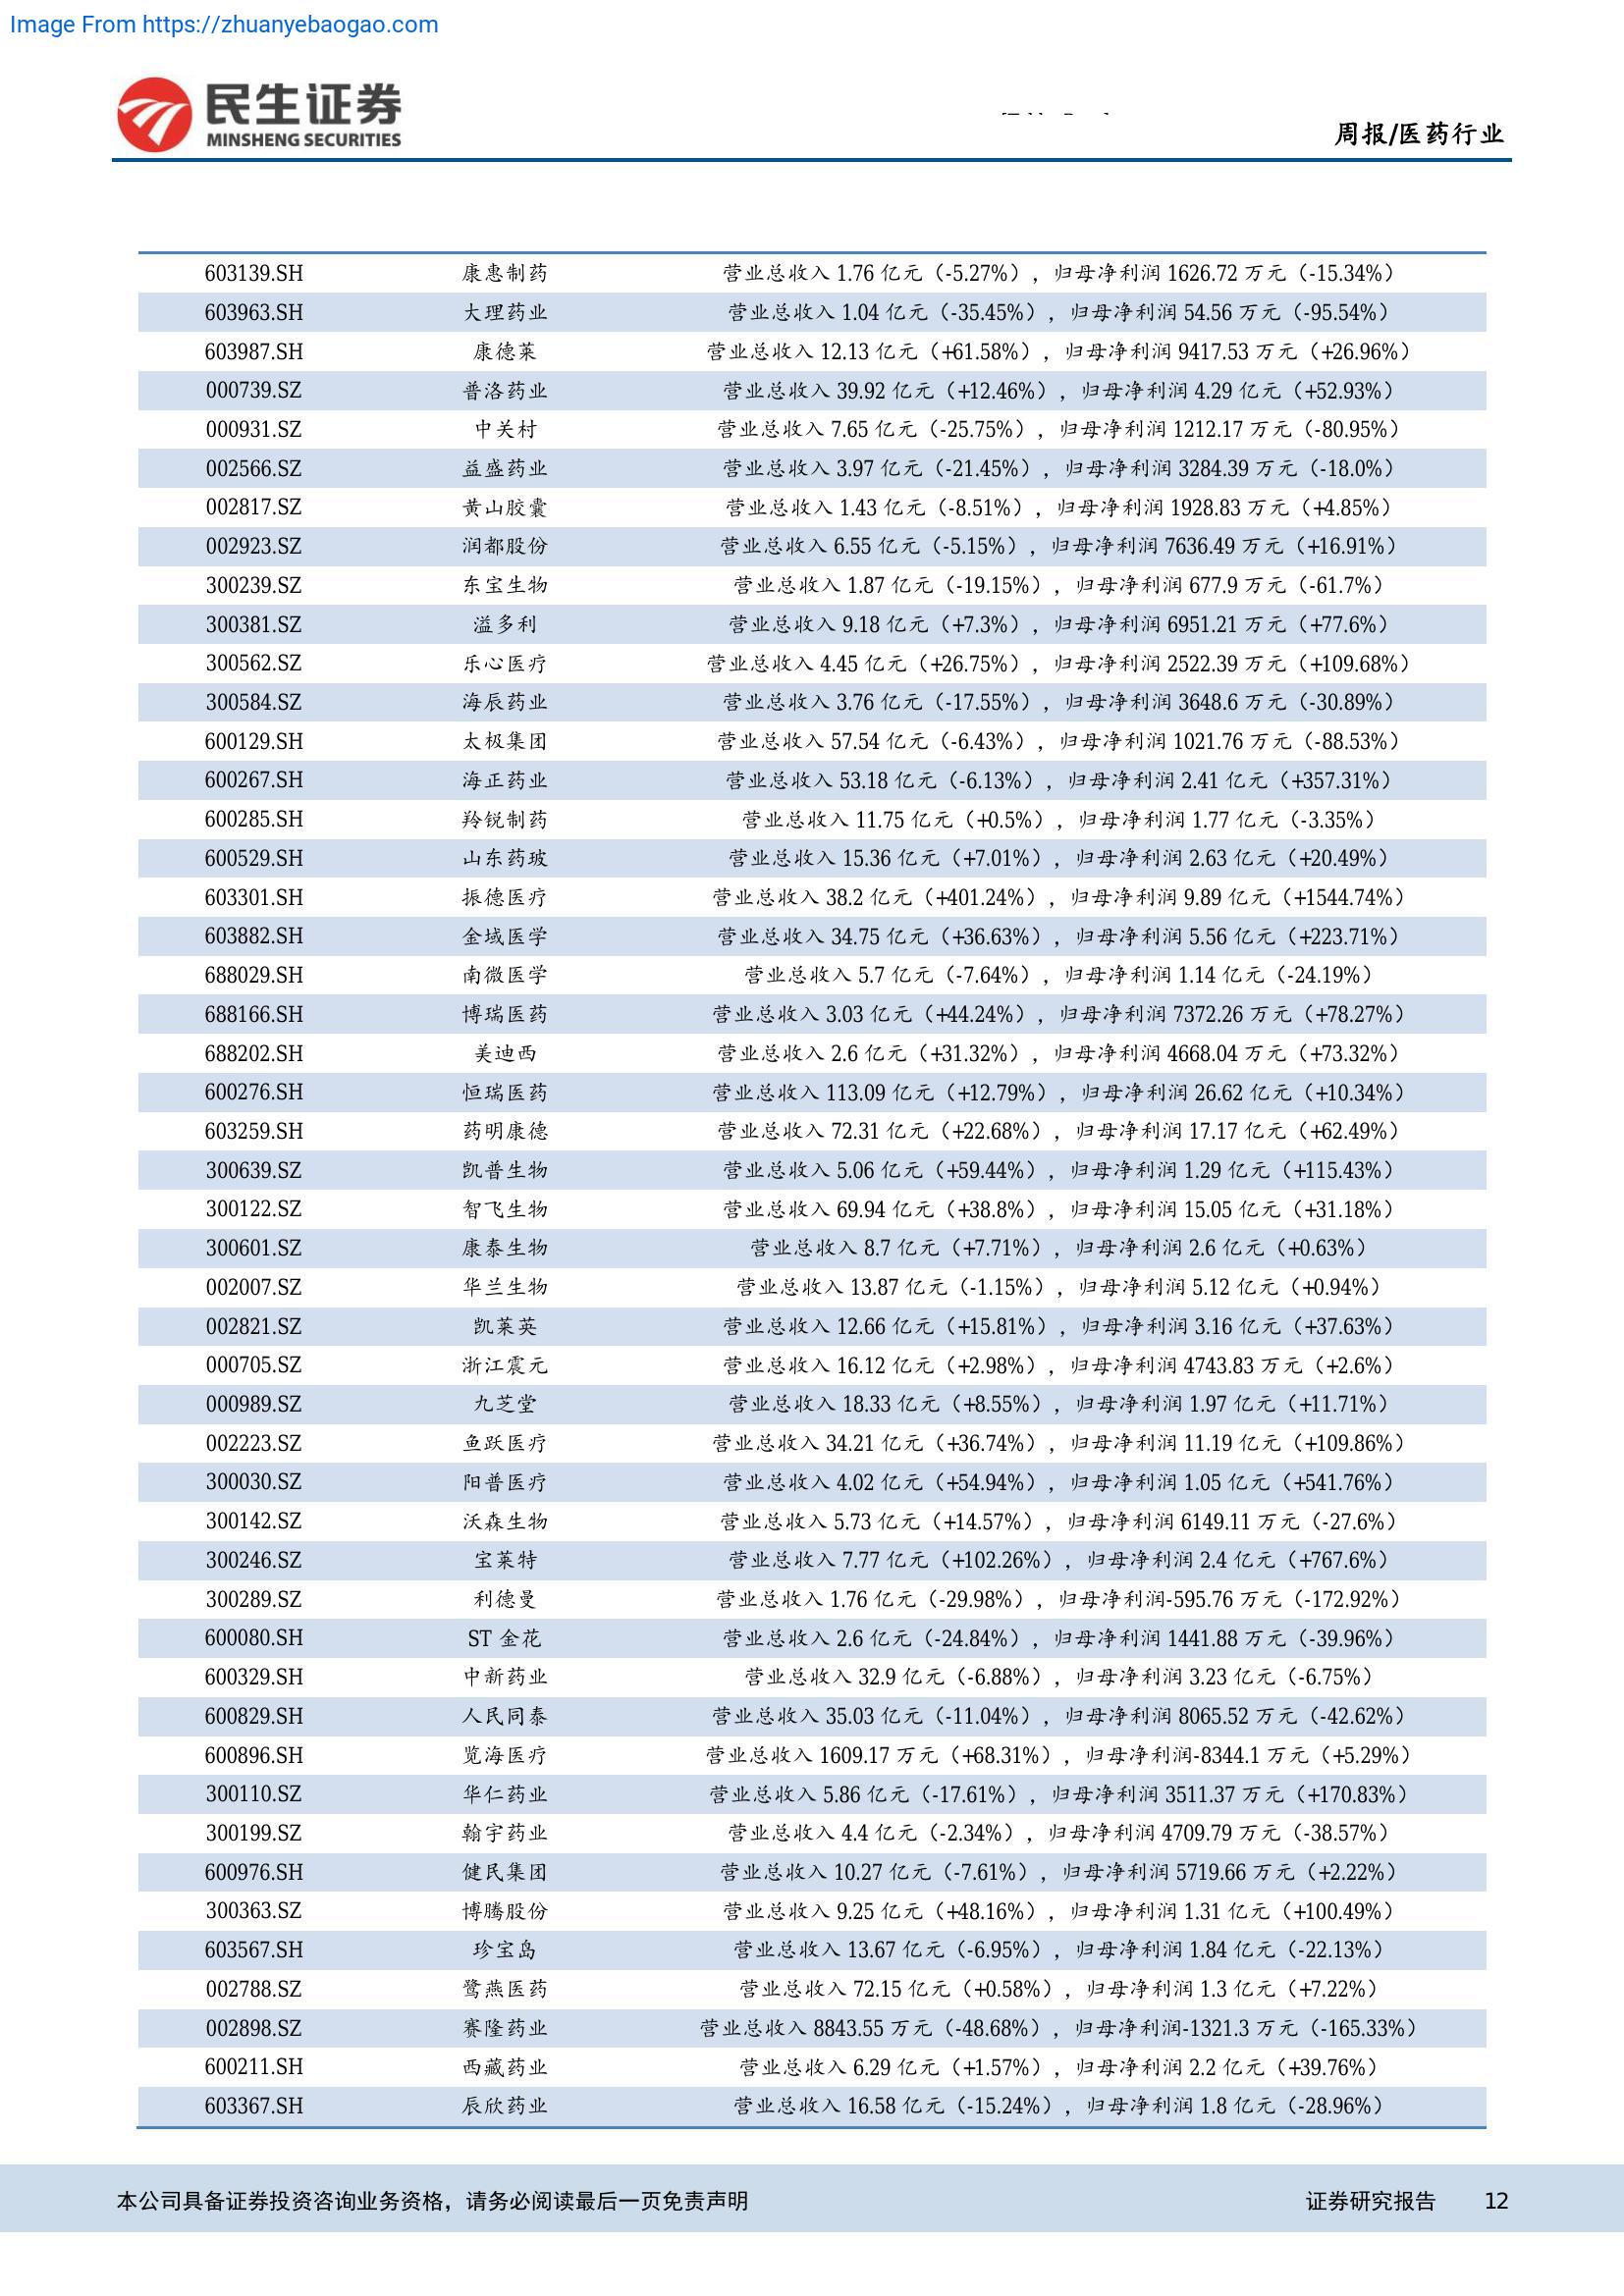 Image From https://zhuanyebaogao.com
民生证券
MINSHENG SECURITIES
周报/医药行业
603139.SH 康惠制药 营业总收入 1.76 亿元（-5.27%），归母净利润 1626.72 万元（-15.34%）
603963.SH 大理药业 营业总收入 1.04 亿元（-35.45%），归母净利润 54.56 万元（-95.54%）
603987.SH 康德莱 营业总收入 12.13 亿元（+61.58%），归母净利润 9417.53 万元（+26.96%）
000739.SZ 普洛药业 营业总收入 39.92 亿元（+12.46%），归母净利润 4.29 亿元（+52.93%）
000931.SZ 中关村 营业总收入 7.65 亿元（-25.75%），归母净利润 1212.17 万元（-80.95%）
002566.SZ 益盛药业 营业总收入 3.97 亿元（-21.45%），归母净利润 3284.39 万元（-18.0%）
002817.SZ 黄山胶囊 营业总收入 1.43 亿元（-8.51%），归母净利润 1928.83 万元（+4.85%）
002923.SZ 润都股份 营业总收入 6.55 亿元（-5.15%），归母净利润 7636.49 万元（+16.91%）
300239.SZ 东宝生物 营业总收入 1.87 亿元（-19.15%），归母净利润 677.9 万元（-61.7%）
300381.SZ 溢多利 营业总收入 9.18 亿元（+7.3%），归母净利润 6951.21 万元（+77.6%）
300562.SZ 乐心医疗 营业总收入 4.45 亿元（+26.75%），归母净利润 2522.39 万元（+109.68%）
300584.SZ 海辰药业 营业总收入 3.76 亿元（-17.55%），归母净利润 3648.6 万元（-30.89%）
600129.SH 太极集团 营业总收入 57.54 亿元（-6.43%），归母净利润 1021.76 万元（-88.53%）
600267.SH 海正药业 营业总收入 53.18 亿元（-6.13%），归母净利润 2.41 亿元（+357.31%）
600285.SH 羚锐制药 营业总收入 11.75 亿元（+0.5%），归母净利润 1.77 亿元（-3.35%）
600529.SH 山东药玻 营业总收入 15.36 亿元（+7.01%），归母净利润 2.63 亿元（+20.49%）
603301.SH 振德医疗 营业总收入 38.2 亿元（+401.24%），归母净利润 9.89 亿元（+1544.74%）
603882.SH 金域医学 营业总收入 34.75 亿元（+36.63%），归母净利润 5.56 亿元（+223.71%）
688029.SH 南微医学 营业总收入 5.7 亿元（-7.64%），归母净利润 1.14 亿元（-24.19%）
688166.SH 博瑞医药 营业总收入 3.03 亿元（+44.24%），归母净利润 7372.26 万元（+78.27%）
688202.SH 美迪西 营业总收入 2.6 亿元（+31.32%），归母净利润 4668.04 万元（+73.32%）
600276.SH 恒瑞医药 营业总收入 113.09 亿元（+12.79%），归母净利润 26.62 亿元（+10.34%）
603259.SH 药明康德 营业总收入 72.31 亿元（+22.68%），归母净利润 17.17 亿元（+62.49%）
300639.SZ 凯普生物 营业总收入 5.06 亿元（+59.44%），归母净利润 1.29 亿元（+115.43%）
300122.SZ 智飞生物 营业总收入 69.94 亿元（+38.8%），归母净利润 15.05 亿元（+31.18%）
300601.SZ 康泰生物 营业总收入 8.7 亿元（+7.71%），归母净利润 2.6 亿元（+0.63%）
002007.SZ 华兰生物 营业总收入 13.87 亿元（-1.15%），归母净利润 5.12 亿元（+0.94%）
002821.SZ 凯莱英 营业总收入 12.66 亿元（+15.81%），归母净利润 3.16 亿元（+37.63%）
000705.SZ 浙江震元 营业总收入 16.12 亿元（+2.98%），归母净利润 4743.83 万元（+2.6%）
000989.SZ 九芝堂 营业总收入 18.33 亿元（+8.55%），归母净利润 1.97 亿元（+11.71%）
002223.SZ 鱼跃医疗 营业总收入 34.21 亿元（+36.74%），归母净利润 11.19 亿元（+109.86%）
300030.SZ 阳普医疗 营业总收入 4.02 亿元（+54.94%），归母净利润 1.05 亿元（+541.76%）
300142.SZ 沃森生物 营业总收入 5.73 亿元（+14.57%），归母净利润 6149.11 万元（-27.6%）
300246.SZ 宝莱特 营业总收入 7.77 亿元（+102.26%），归母净利润 2.4 亿元（+767.6%）
300289.SZ 利德曼 营业总收入 1.76 亿元（-29.98%），归母净利润-595.76 万元（-172.92%）
600080.SH ST 金花 营业总收入 2.6 亿元（-24.84%），归母净利润 1441.88 万元（-39.96%）
600329.SH 中新药业 营业总收入 32.9 亿元（-6.88%），归母净利润 3.23 亿元（-6.75%）
600829.SH 人民同泰 营业总收入 35.03 亿元（-11.04%），归母净利润 8065.52 万元（-42.62%）
600896.SH 览海医疗 营业总收入 1609.17 万元（+68.31%），归母净利润-8344.1 万元（+5.29%）
300110.SZ 华仁药业 营业总收入 5.86 亿元（-17.61%），归母净利润 3511.37 万元（+170.83%）
300199.SZ 翰宇药业 营业总收入 4.4 亿元（-2.34%），归母净利润 4709.79 万元（-38.57%）
600976.SH 健民集团 营业总收入 10.27 亿元（-7.61%），归母净利润 5719.66 万元（+2.22%）
300363.SZ 博腾股份 营业总收入 9.25 亿元（+48.16%），归母净利润 1.31 亿元（+100.49%）
603567.SH 珍宝岛 营业总收入 13.67 亿元（-6.95%），归母净利润 1.84 亿元（-22.13%）
002788.SZ 鹭燕医药 营业总收入 72.15 亿元（+0.58%），归母净利润 1.3 亿元（+7.22%）
002898.SZ 赛隆药业 营业总收入 8843.55 万元（-48.68%），归母净利润-1321.3 万元（-165.33%）
600211.SH 西藏药业 营业总收入 6.29 亿元（+1.57%），归母净利润 2.2 亿元（+39.76%）
603367.SH 辰欣药业 营业总收入 16.58 亿元（-15.24%），归母净利润 1.8 亿元（-28.96%）
本公司具备证券投资咨询业务资格，请务必阅读最后一页免责声明 证券研究报告 12